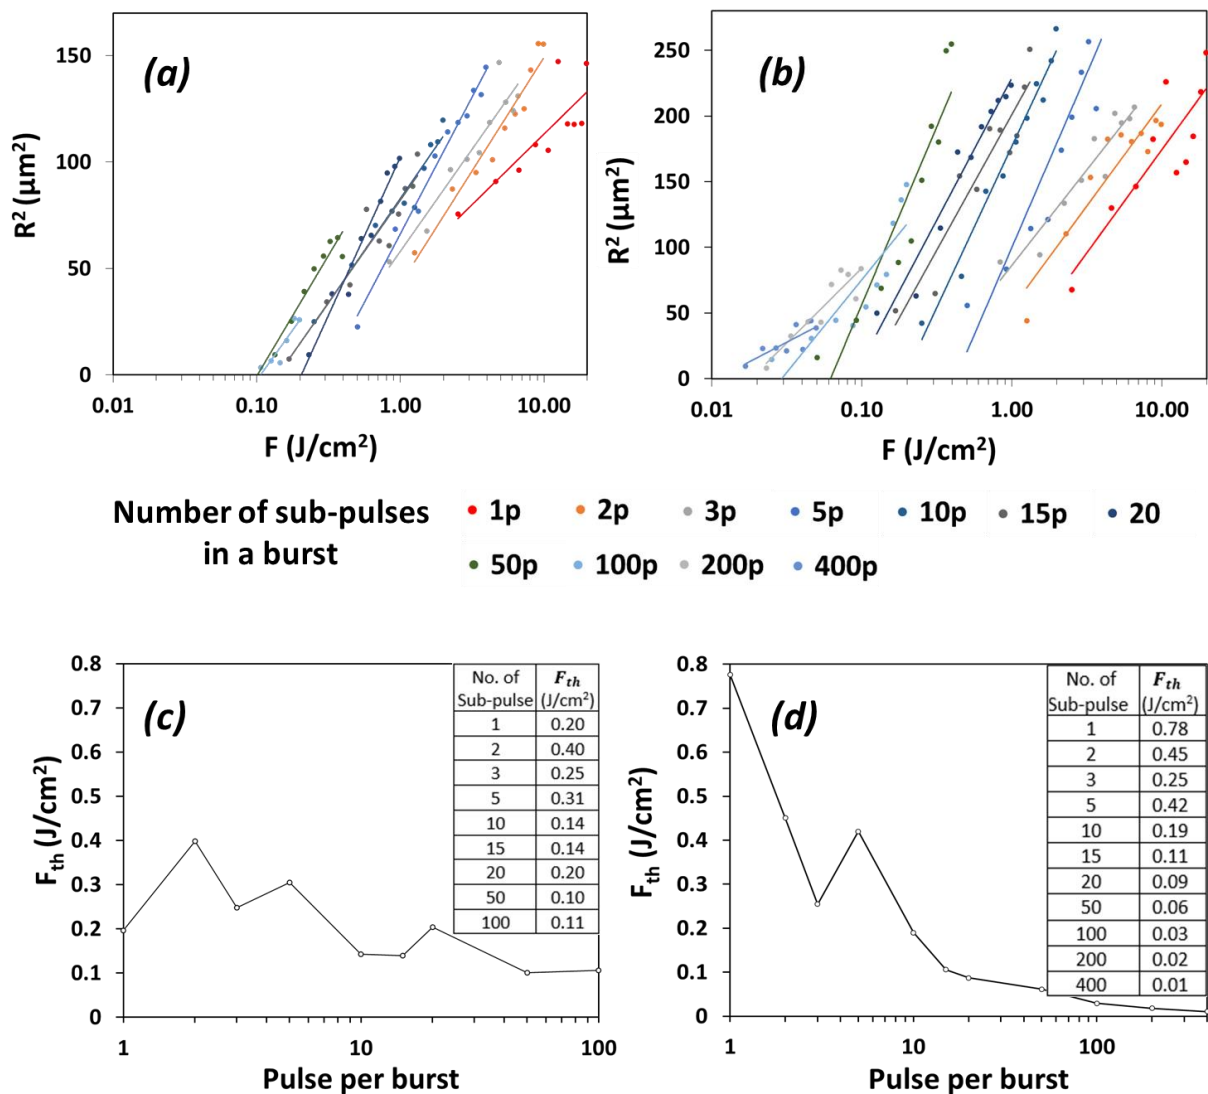 (a)
R² (µm²)
150
100
50
0
0.01 0.10 1.00 10.00
F (J/cm²)
(b)
R² (µm²)
250
200
150
100
50
0
0.01 0.10 1.00 10.00
F (J/cm²)
Number of sub-pulses
in a burst
1p 2p 3p 5p 10p 15p 20
50p 100p 200p 400p
(c)
F_th (J/cm²)
0.8
0.7
0.6
0.5
0.4
0.3
0.2
0.1
0
1 10 100
Pulse per burst
No. of F_th
Sub-pulse (J/cm²)
1 0.20
2 0.40
3 0.25
5 0.31
10 0.14
15 0.14
20 0.20
50 0.10
100 0.11
(d)
F_th (J/cm²)
0.8
0.7
0.6
0.5
0.4
0.3
0.2
0.1
0
1 10 100
Pulse per burst
No. of F_th
Sub-pulse (J/cm²)
1 0.78
2 0.45
3 0.25
5 0.42
10 0.19
15 0.11
20 0.09
50 0.06
100 0.03
200 0.02
400 0.01